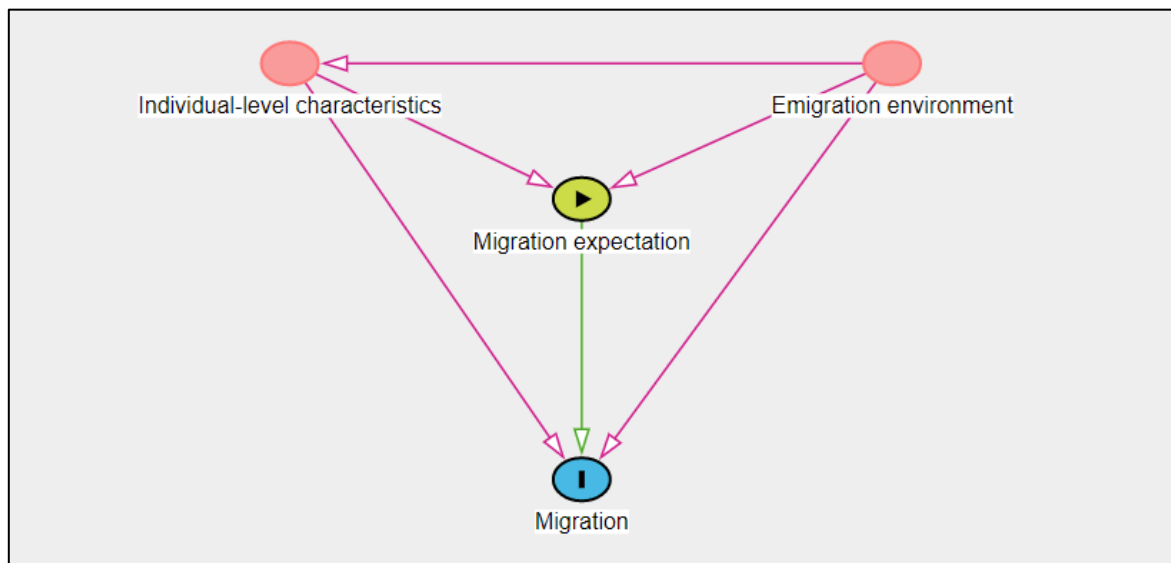 Individual-level characteristics
Emigration environment
Migration expectation
Migration